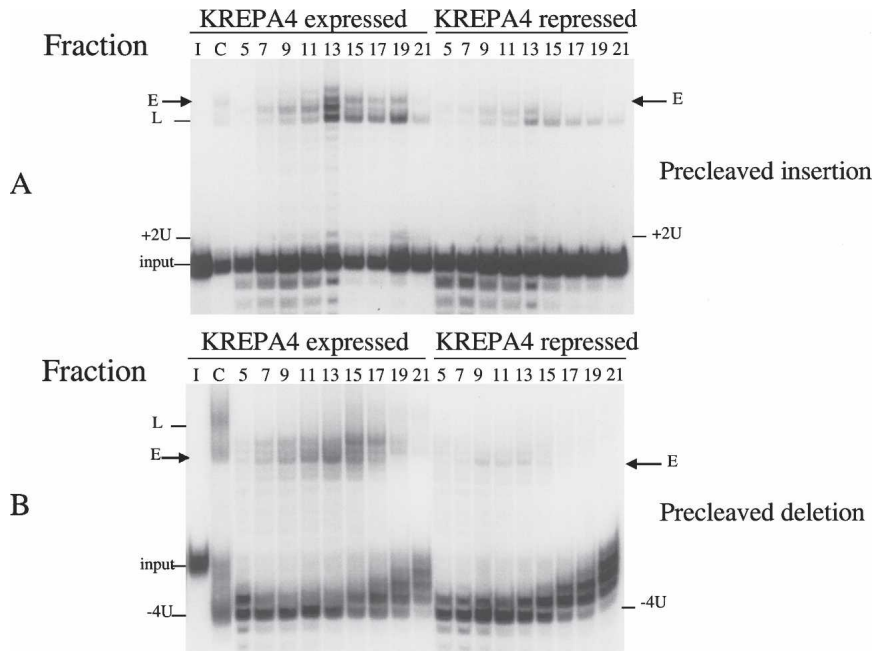 KREPA4 expressed KREPA4 repressed
Fraction I C 5 7 9 11 13 15 17 19 21 5 7 9 11 13 15 17 19 21
E E
L
A Precleaved insertion
+2U +2U
input
KREPA4 expressed KREPA4 repressed
Fraction I C 5 7 9 11 13 15 17 19 21 5 7 9 11 13 15 17 19 21
L
E E
B Precleaved deletion
input
-4U -4U